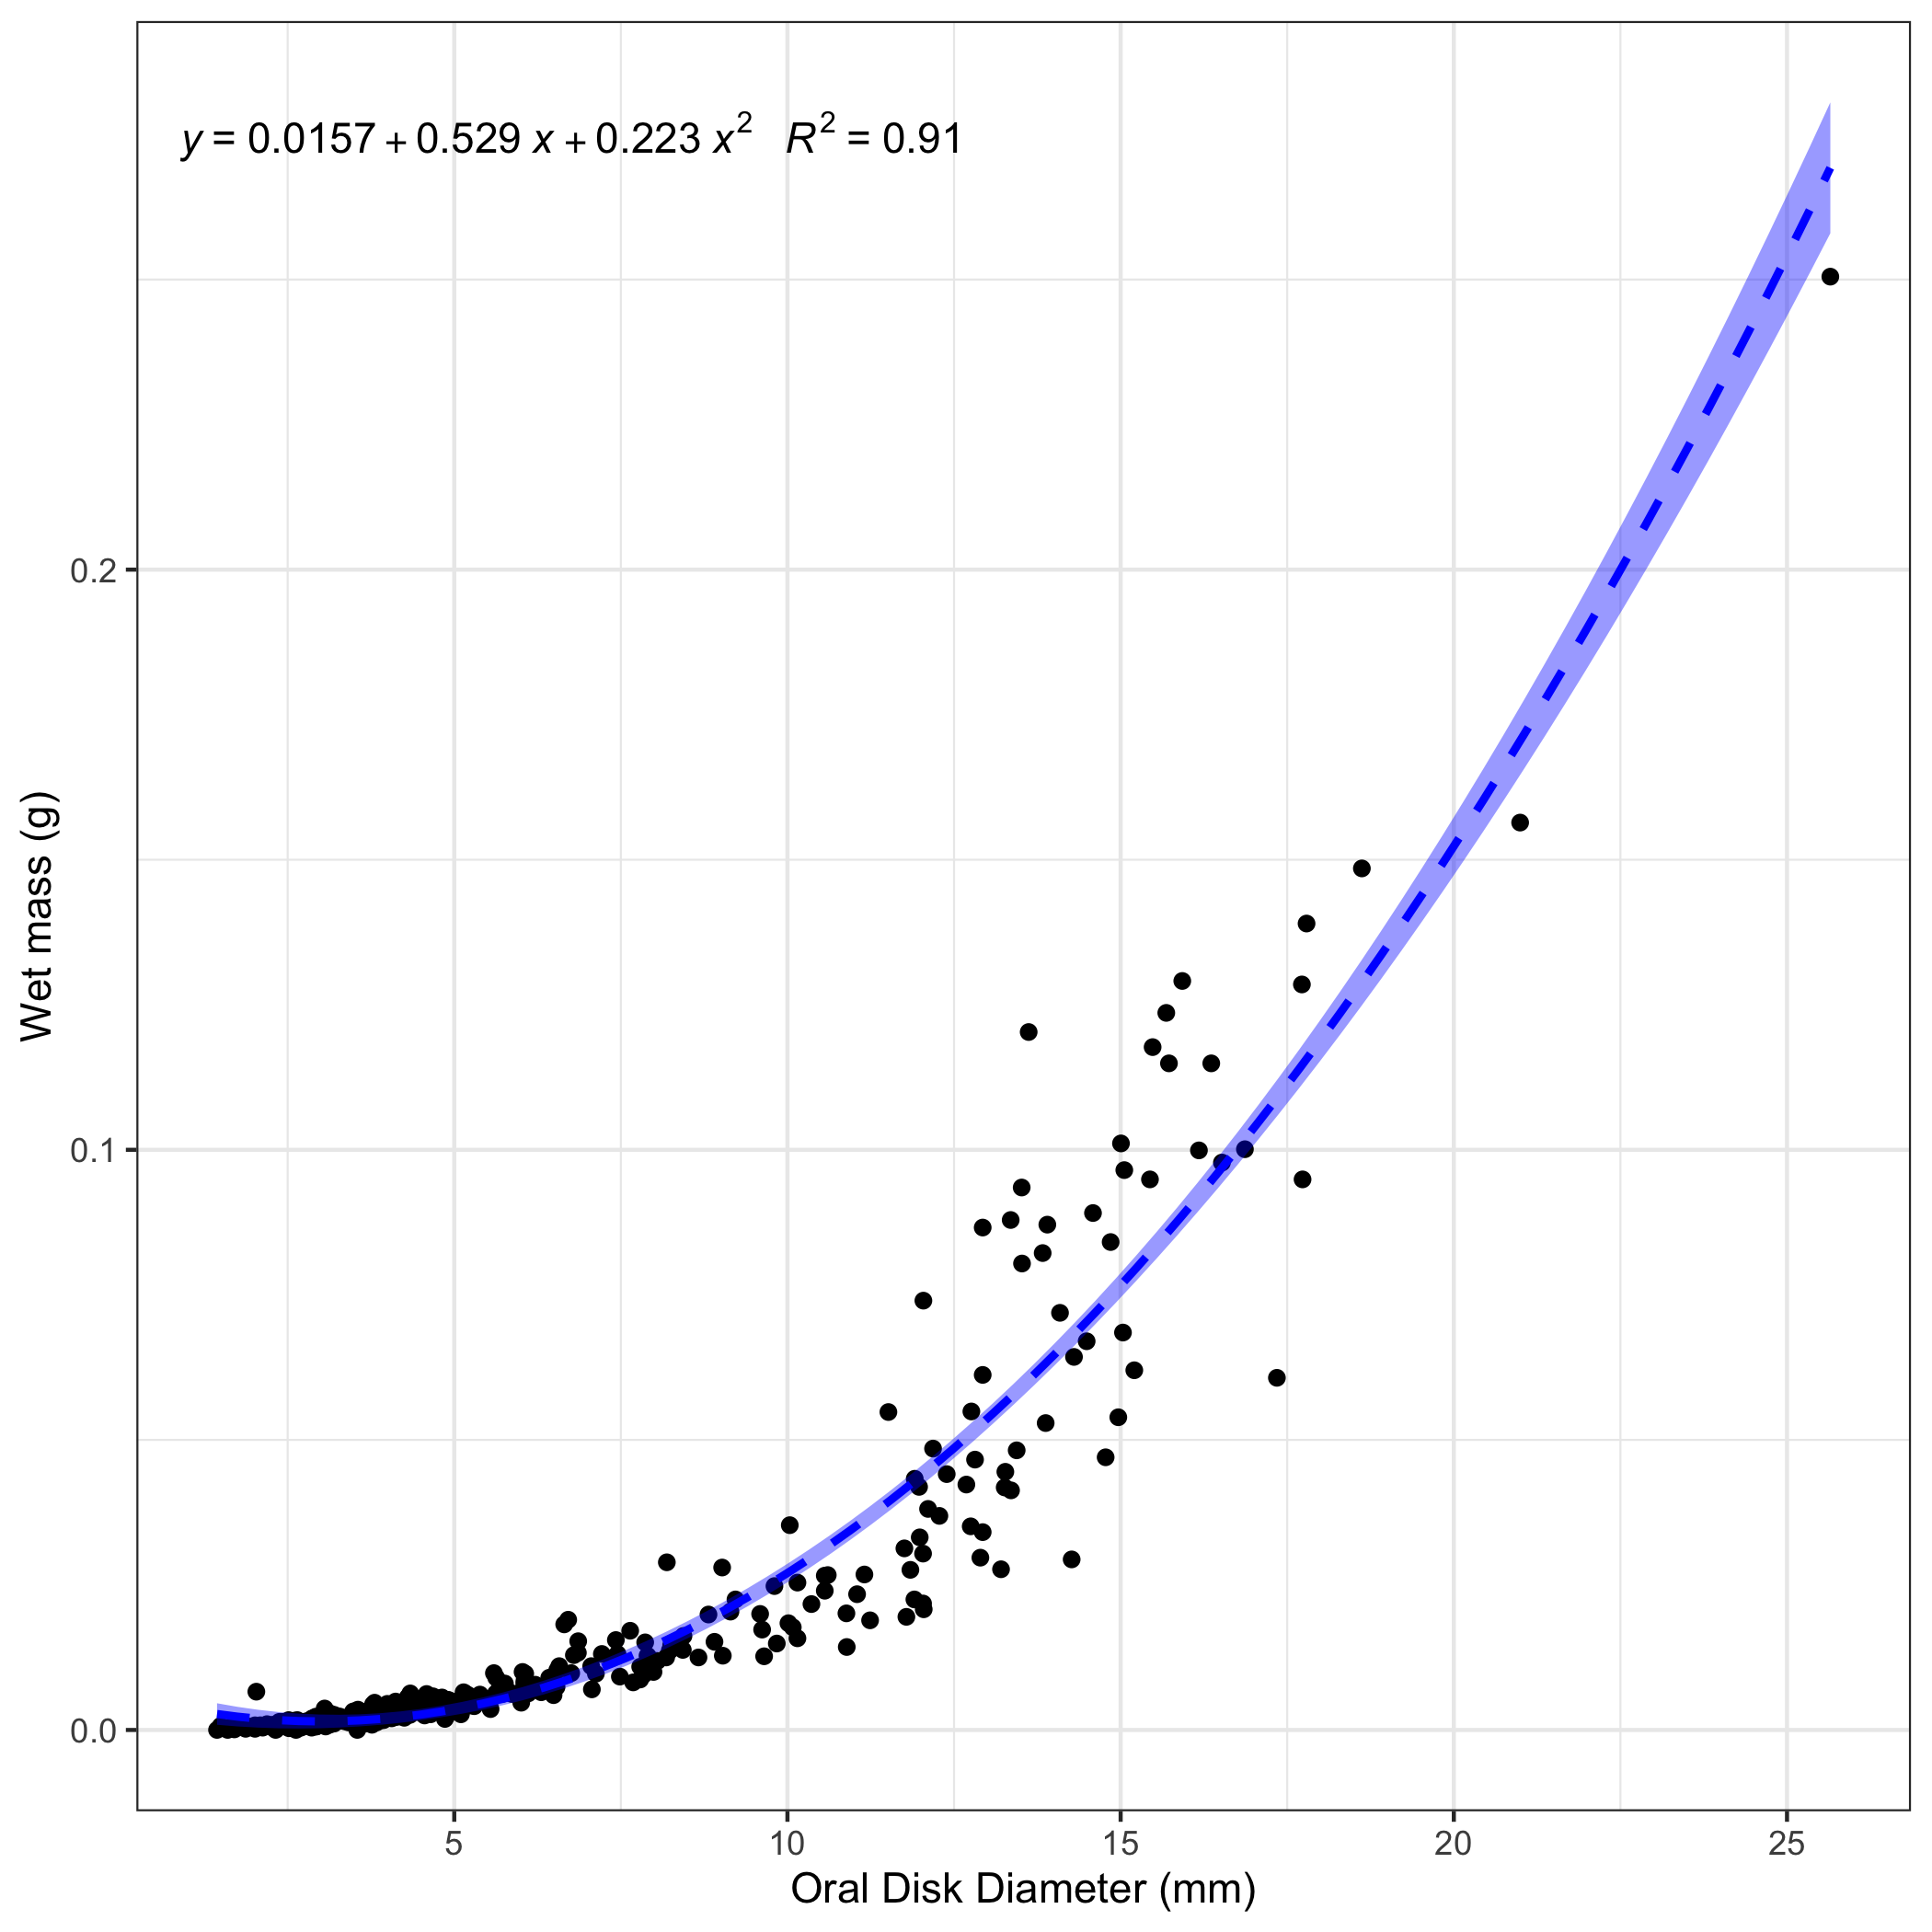 y = 0.0157 + 0.529 x + 0.223 x² R² = 0.91
0.2
0.1
0.0
Wet mass (g)
5 10 15 20 25
Oral Disk Diameter (mm)